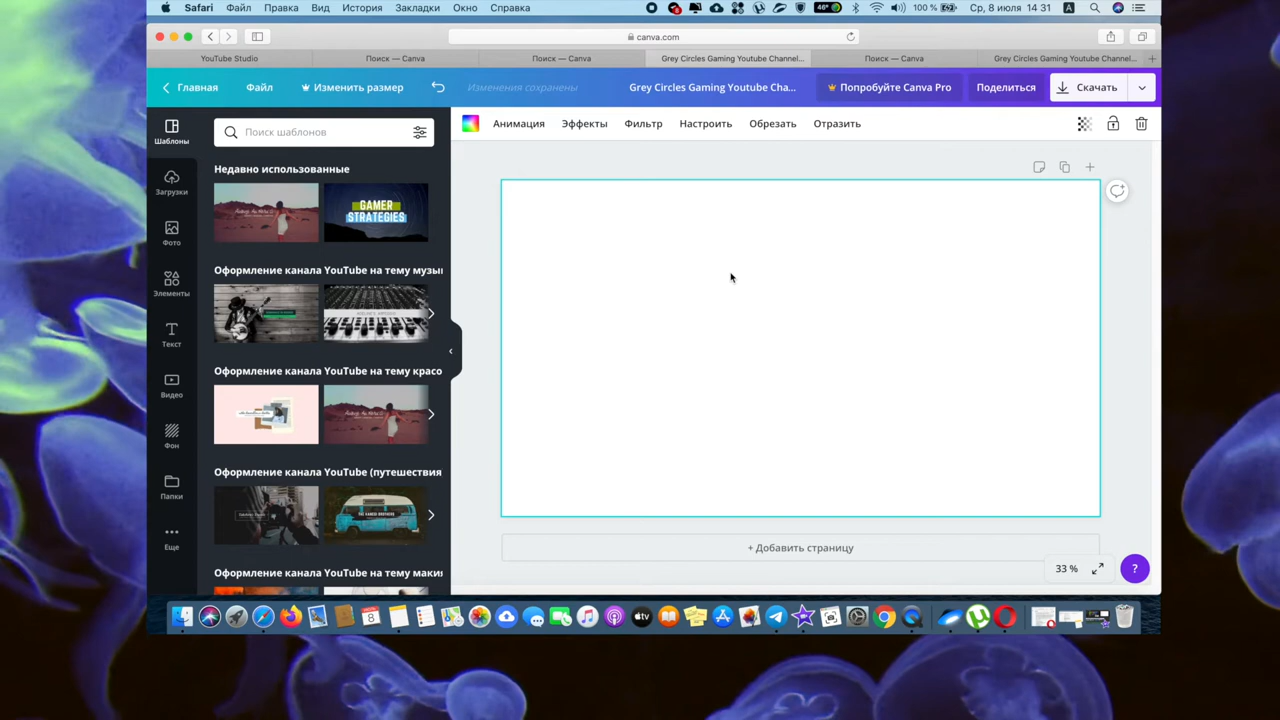 Safari Файл Правка Вид История Закладки Окно Справка 46° 100 % Ср, 8 июля 14 31 A
canva.com
YouTube Studio Поиск — Canva Поиск — Canva Grey Circles Gaming Youtube Channel... Поиск — Canva Grey Circles Gaming Youtube Channel...
Главная Файл Изменить размер Изменения сохранены Grey Circles Gaming Youtube Cha... Попробуйте Canva Pro Поделиться Скачать
Шаблоны
Загрузки
Фото
Элементы
Текст
Видео
Фон
Папки
Еще
Поиск шаблонов
Недавно использованные
GAMER
STRATEGIES
Оформление канала YouTube на тему музы
Оформление канала YouTube на тему красо
Оформление канала YouTube (путешествия
Оформление канала YouTube на тему маки
Анимация Эффекты Фильтр Настроить Обрезать Отразить
+ Добавить страницу
33 % ?